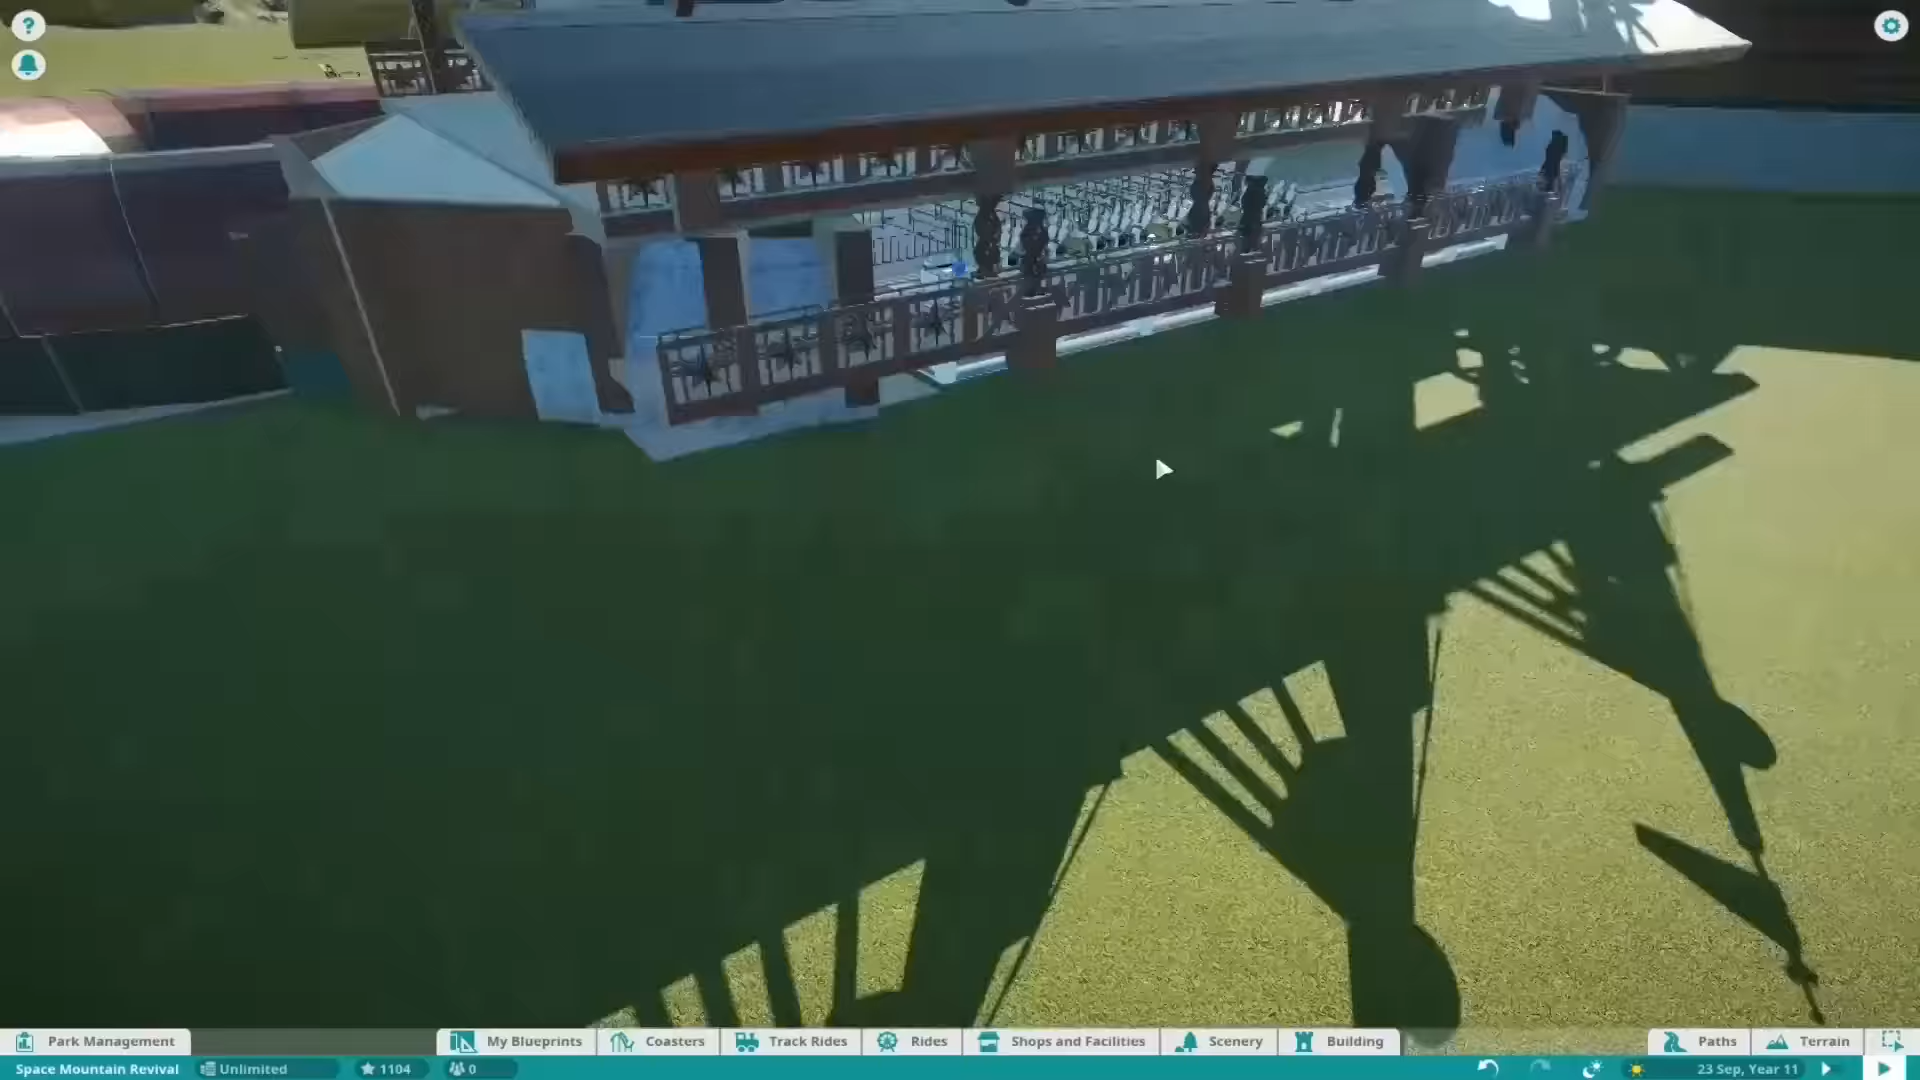 ?
Park Management
My Blueprints
Coasters
Track Rides
Rides
Shops and Facilities
Scenery
Building
Paths
Terrain
Space Mountain Revival
Unlimited
1104
0
23 Sep, Year 11